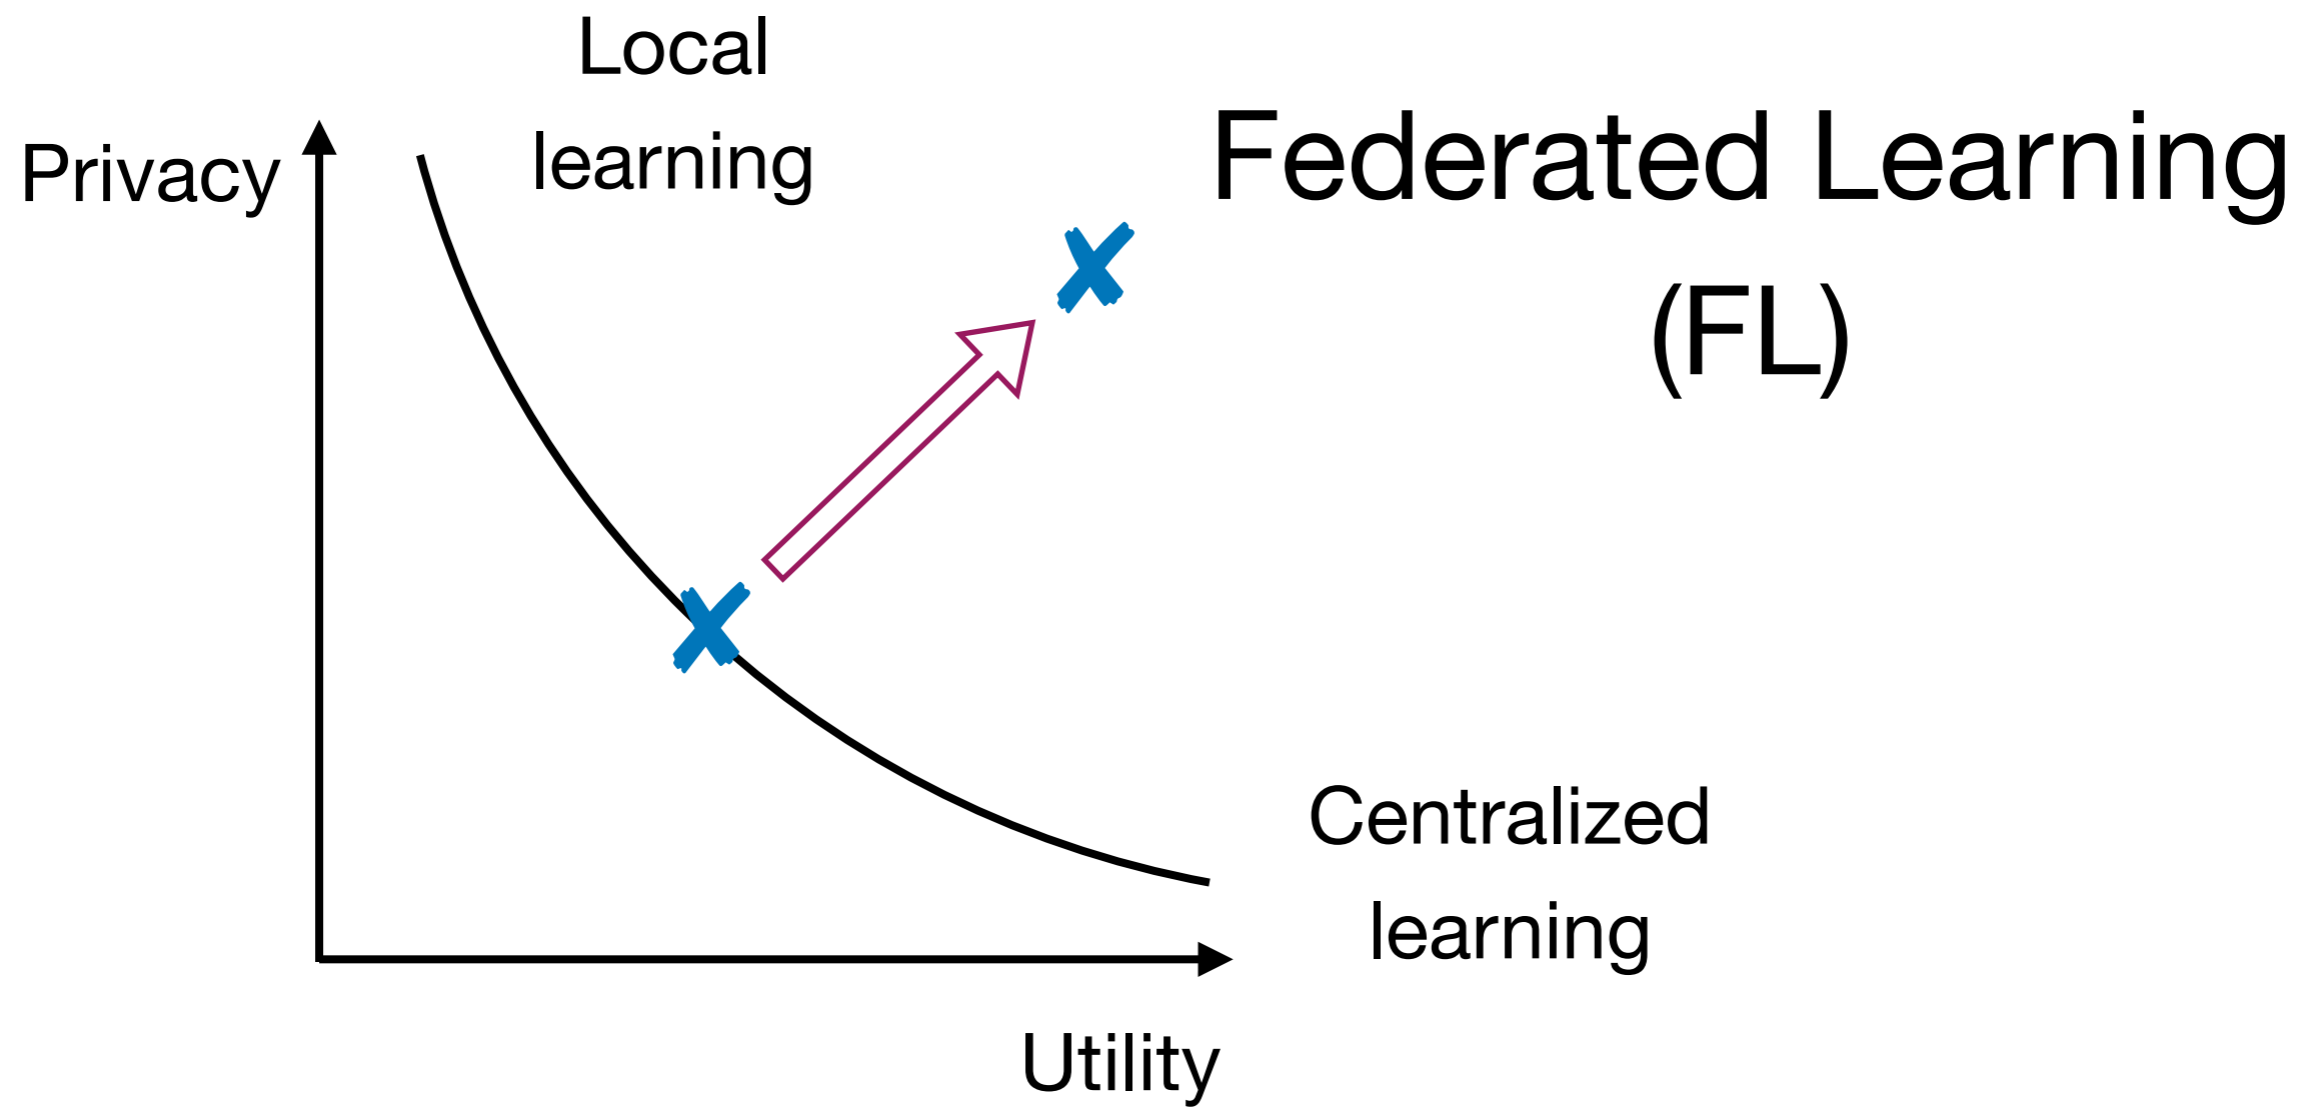 Local
learning
Privacy
Federated Learning
(FL)
Centralized
learning
Utility